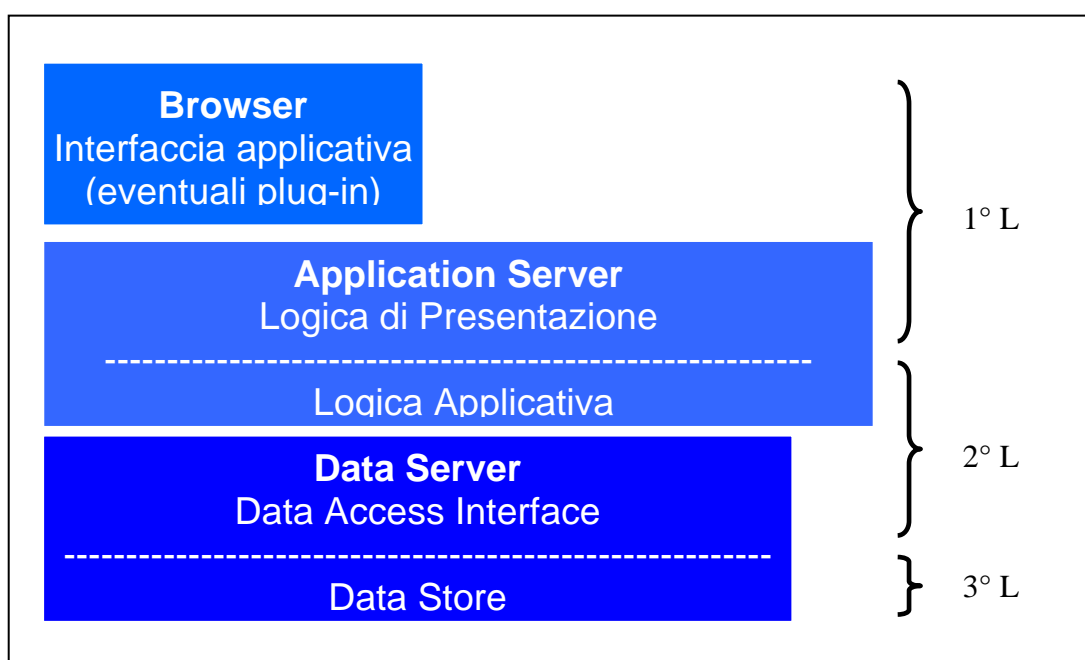 Browser
Interfaccia applicativa
(eventuali plug-in)
1° L
Application Server
Logica di Presentazione
--------------------------------------------------------
Logica Applicativa
2° L
Data Server
Data Access Interface
--------------------------------------------------------
Data Store
3° L